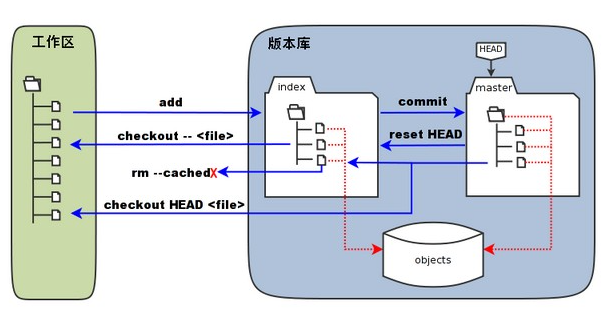 工作区
版本库
HEAD
index
master
add
commit
checkout -- <file>
reset HEAD
rm --cached
X
checkout HEAD <file>
objects